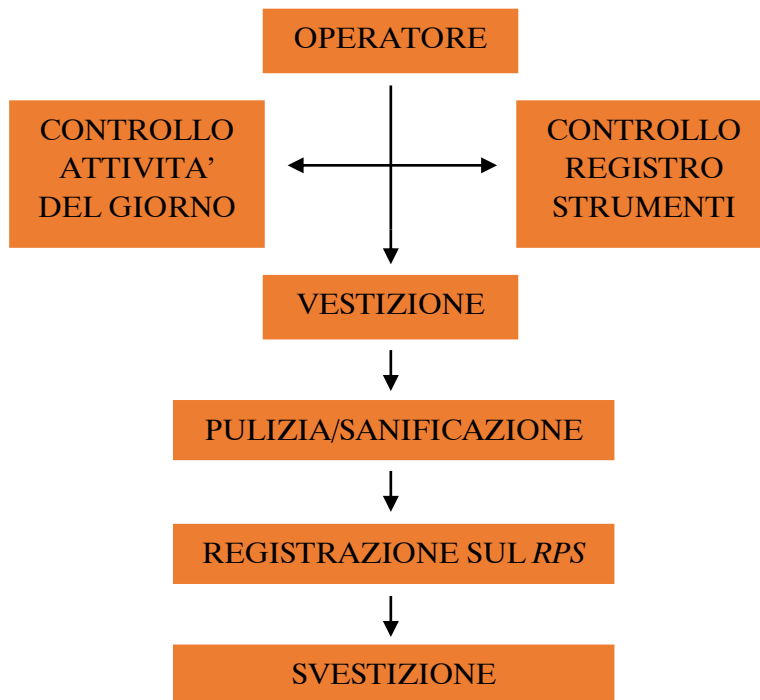 OPERATORE
CONTROLLO
ATTIVITA’
DEL GIORNO
CONTROLLO
REGISTRO
STRUMENTI
VESTIZIONE
PULIZIA/SANIFICAZIONE
REGISTRAZIONE SUL RPS
SVESTIZIONE